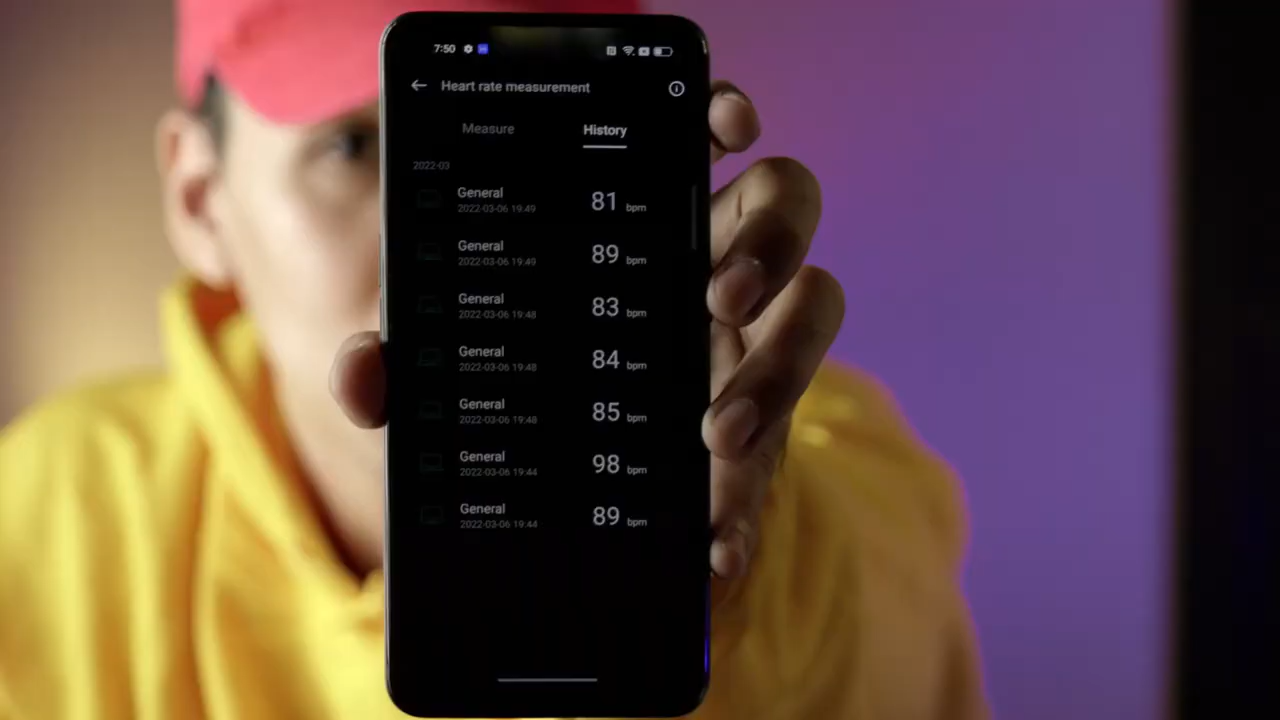 7:50
Heart rate measurement
Measure History
2022-03
General 81 bpm
2022-03-06 19:49
General 89 bpm
2022-03-06 19:49
General 83 bpm
2022-03-06 19:48
General 84 bpm
2022-03-06 19:48
General 85 bpm
2022-03-06 19:48
General 98 bpm
2022-03-06 19:44
General 89 bpm
2022-03-06 19:44